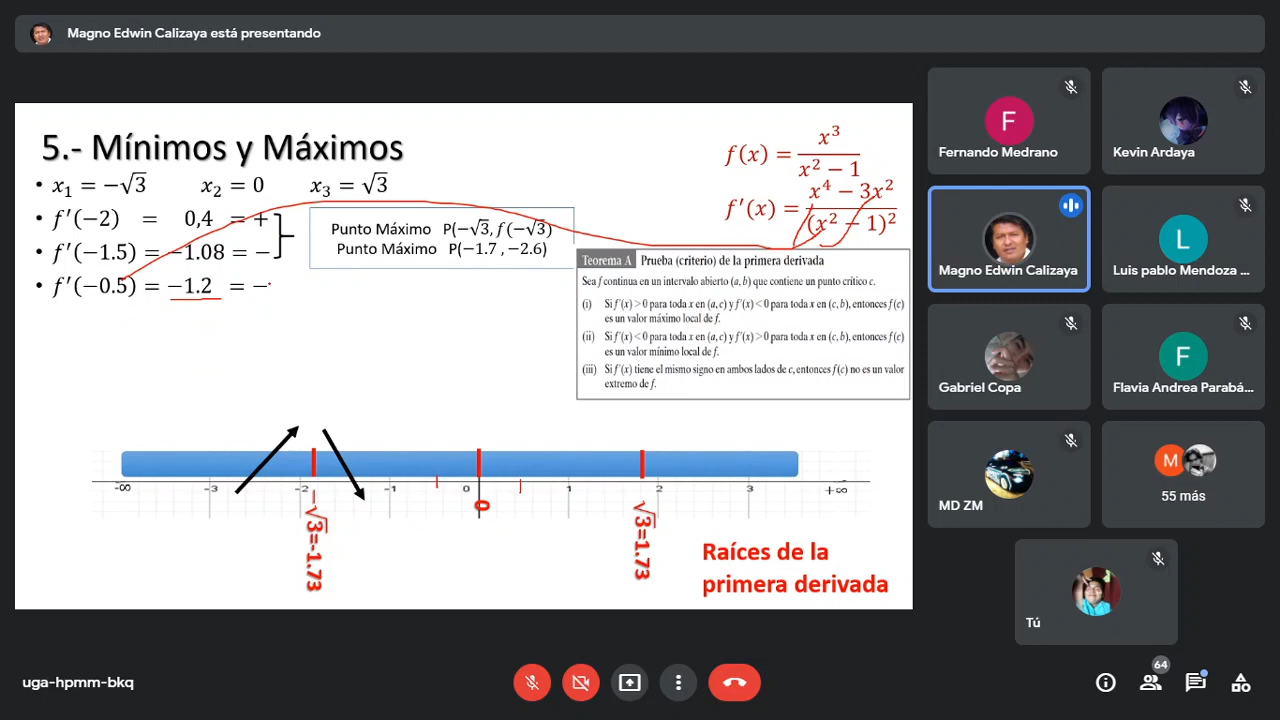 Magno Edwin Calizaya está presentando
5.- Mínimos y Máximos
• x₁ = −√3 x₂ = 0 x₃ = √3
• f′(−2) = 0,4 = +
• f′(−1.5) = −1.08 = −
• f′(−0.5) = −1.2 = −
Punto Máximo P(−√3, f(−√3)
Punto Máximo P(−1.7 , −2.6)
f(x) = x³ / (x² − 1)
f′(x) = (x⁴ − 3x²) / (x² − 1)²
Teorema A Prueba (criterio) de la primera derivada
Sea f continua en un intervalo abierto (a, b) que contiene un punto crítico c.
(i) Si f′(x) > 0 para toda x en (a, c) y f′(x) < 0 para toda x en (c, b), entonces f(c)
es un valor máximo local de f.
(ii) Si f′(x) < 0 para toda x en (a, c) y f′(x) > 0 para toda x en (c, b), entonces f(c)
es un valor mínimo local de f.
(iii) Si f′(x) tiene el mismo signo en ambos lados de c, entonces f(c) no es un valor
extremo de f.
-∞ −3 −2 −1 0 1 2 3 +∞
−√3=-1.73
0
√3=1.73
Raíces de la
primera derivada
F
Fernando Medrano
Kevin Ardaya
Magno Edwin Calizaya
L
Luis pablo Mendoza ...
Gabriel Copa
F
Flavia Andrea Parabá...
MD ZM
M
55 más
Tú
uga-hpmm-bkq
64